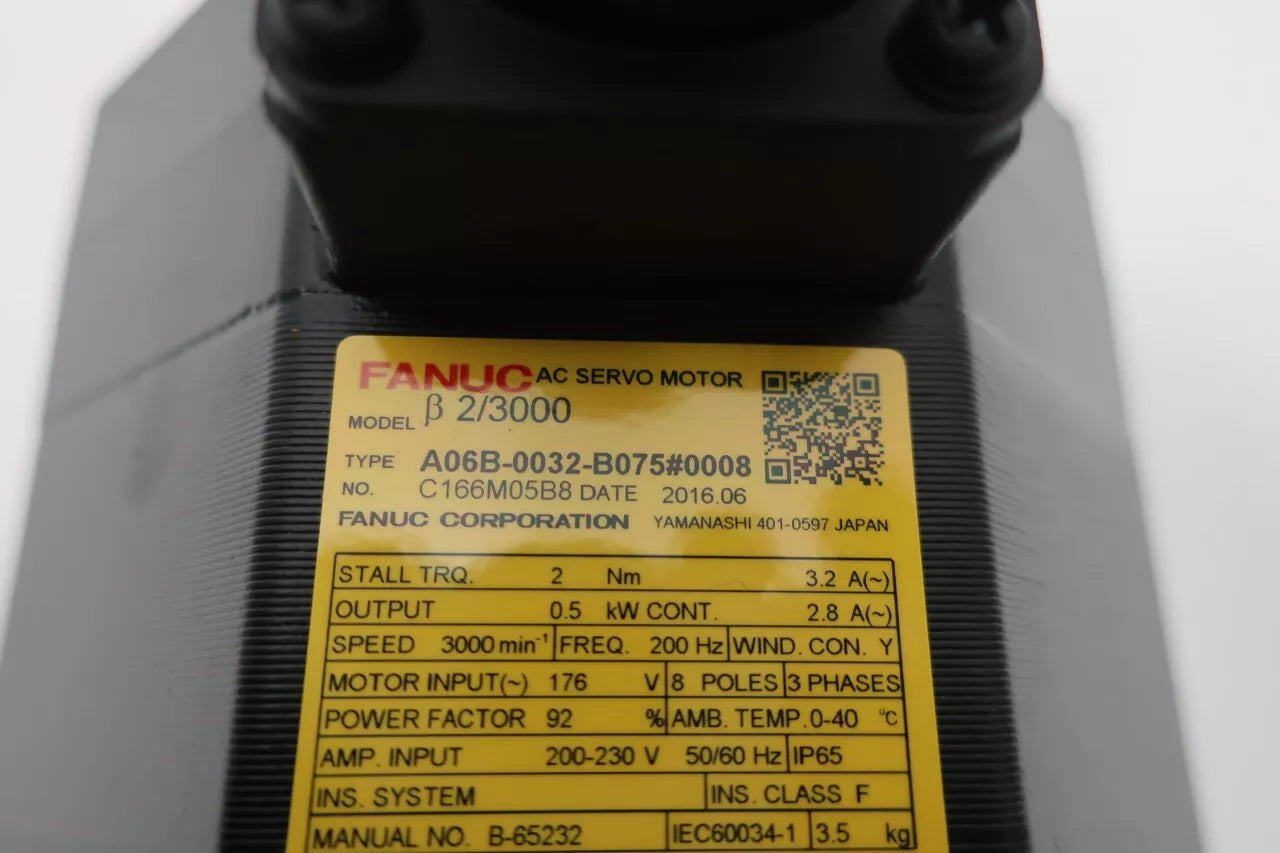 FANUC AC SERVO MOTOR
MODEL β 2/3000
TYPE A06B-0032-B075#0008
NO. C166M05B8 DATE 2016.06
FANUC CORPORATION YAMANASHI 401-0597 JAPAN
STALL TRQ. 2 Nm 3.2 A(~)
OUTPUT 0.5 kW CONT. 2.8 A(~)
SPEED 3000 min⁻¹ FREQ. 200 Hz WIND. CON. Y
MOTOR INPUT(~) 176 V 8 POLES 3 PHASES
POWER FACTOR 92 % AMB. TEMP. 0-40 °C
AMP. INPUT 200-230 V 50/60 Hz IP65
INS. SYSTEM INS. CLASS F
MANUAL NO. B-65232 IEC60034-1 3.5 kg